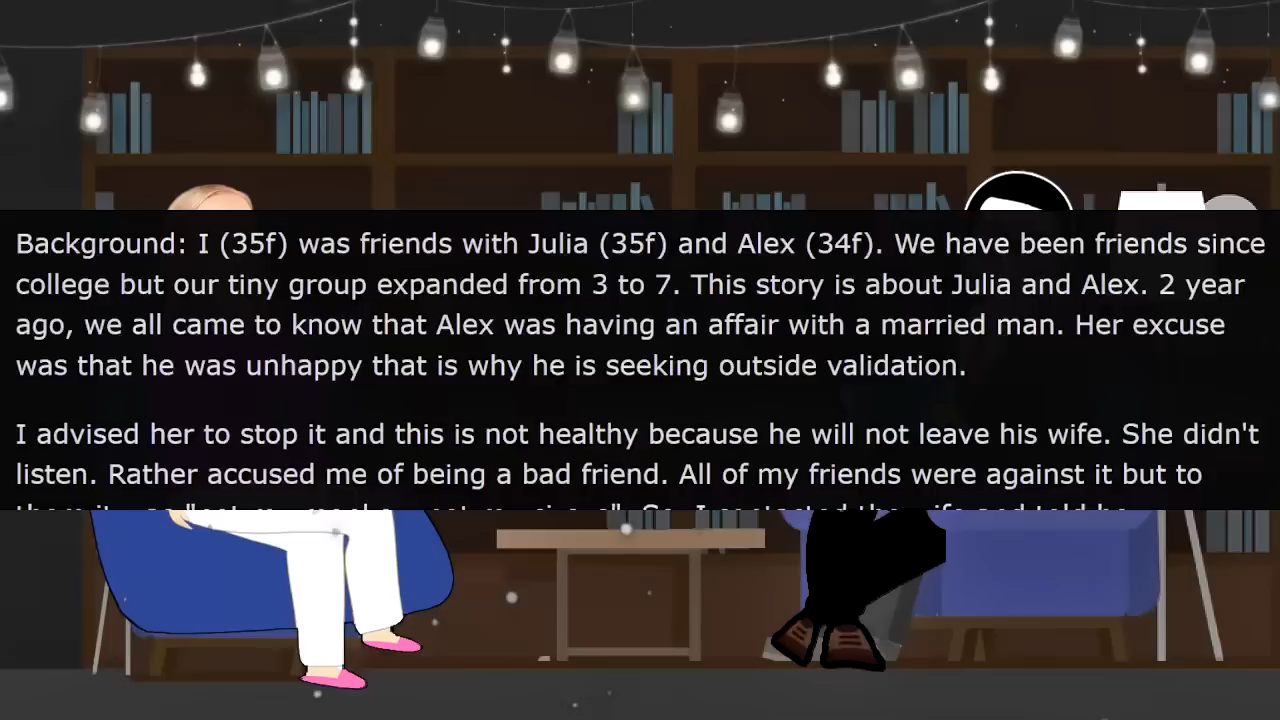 Background: I (35f) was friends with Julia (35f) and Alex (34f). We have been friends since
college but our tiny group expanded from 3 to 7. This story is about Julia and Alex. 2 year
ago, we all came to know that Alex was having an affair with a married man. Her excuse
was that he was unhappy that is why he is seeking outside validation.
I advised her to stop it and this is not healthy because he will not leave his wife. She didn't
listen. Rather accused me of being a bad friend. All of my friends were against it but to